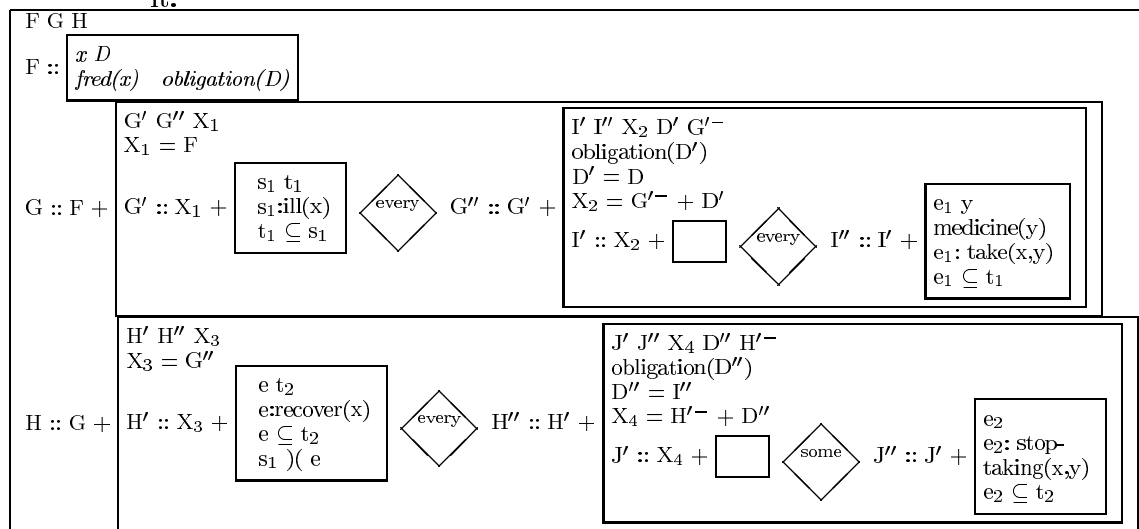 it.
F G H
F ::
x D
fred(x) obligation(D)
G :: F +
G′ G″ X₁
X₁ = F
G′ :: X₁ +
s₁ t₁
s₁:ill(x)
t₁ ⊆ s₁
every
G″ :: G′ +
I′ I″ X₂ D′ G′⁻
obligation(D′)
D′ = D
X₂ = G′⁻ + D′
I′ :: X₂ +
every
I″ :: I′ +
e₁ y
medicine(y)
e₁: take(x,y)
e₁ ⊆ t₁
H :: G +
H′ H″ X₃
X₃ = G″
H′ :: X₃ +
e t₂
e:recover(x)
e ⊆ t₂
s₁ )( e
every
H″ :: H′ +
J′ J″ X₄ D″ H′⁻
obligation(D″)
D″ = I″
X₄ = H′⁻ + D″
J′ :: X₄ +
some
J″ :: J′ +
e₂
e₂: stop-
taking(x,y)
e₂ ⊆ t₂